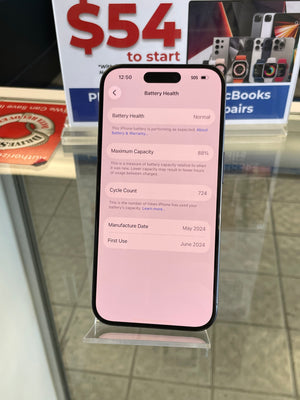 $54
to start
MacBooks
pairs
12:50
SOS
Battery Health
Battery Health Normal
This iPhone battery is performing as expected. About
Battery & Warranty...
Maximum Capacity 88%
This is a measure of battery capacity relative to when
it was new. Lower capacity may result in fewer hours
of usage between charges.
Cycle Count 724
This is the number of times iPhone has used your
battery's capacity. Learn more...
Manufacture Date May 2024
First Use June 2024